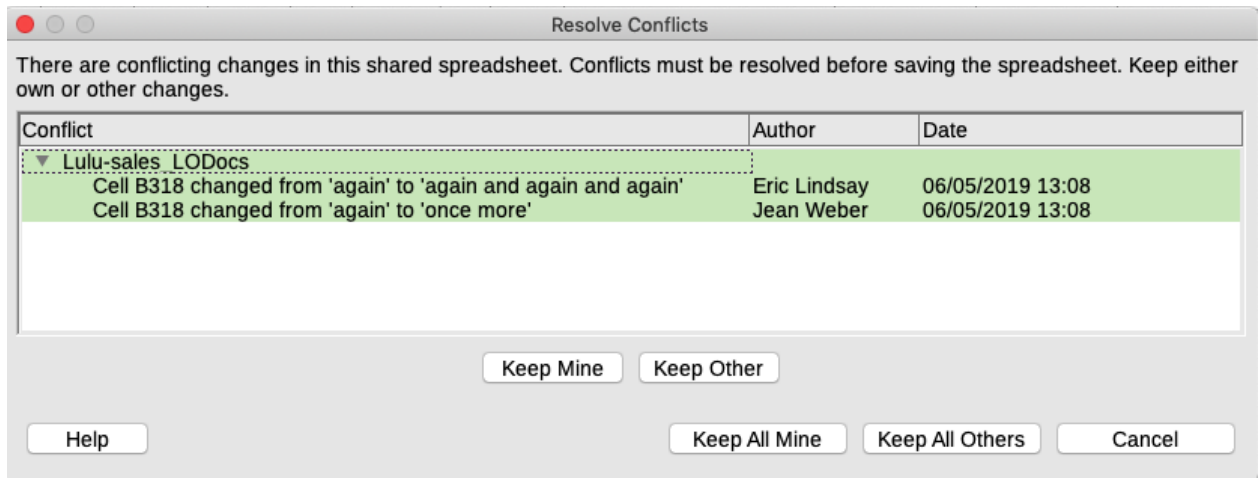 Resolve Conflicts
There are conflicting changes in this shared spreadsheet. Conflicts must be resolved before saving the spreadsheet. Keep either
own or other changes.
Conflict Author Date
Lulu-sales_LODocs
Cell B318 changed from 'again' to 'again and again and again' Eric Lindsay 06/05/2019 13:08
Cell B318 changed from 'again' to 'once more' Jean Weber 06/05/2019 13:08
Keep Mine Keep Other
Help Keep All Mine Keep All Others Cancel